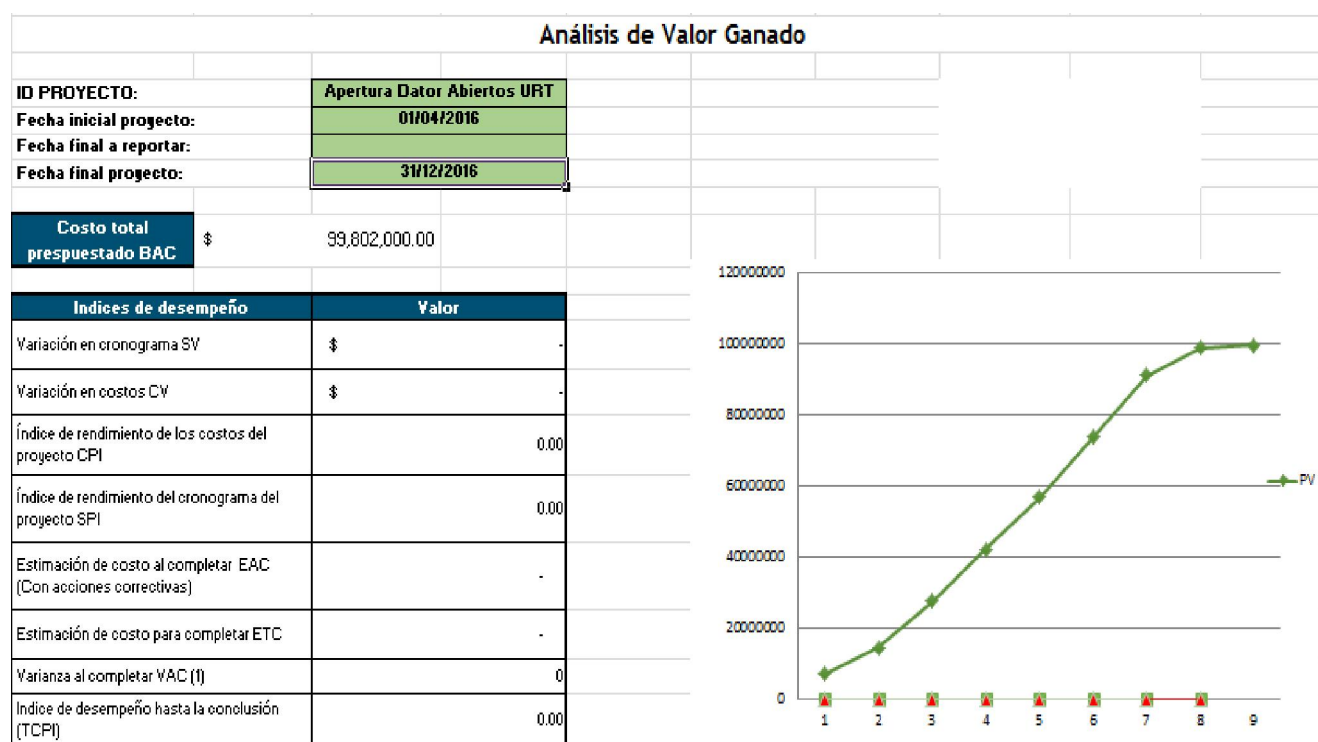 Análisis de Valor Ganado
ID PROYECTO: Apertura Dator Abiertos URT
Fecha inicial proyecto: 01/04/2016
Fecha final a reportar:
Fecha final proyecto: 31/12/2016
Costo total
prespuestado BAC
$ 99,802,000.00
Indices de desempeño Valor
Variación en cronograma SV $ -
Variación en costos CV $ -
Índice de rendimiento de los costos del
proyecto CPI
0.00
Índice de rendimiento del cronograma del
proyecto SPI
0.00
Estimación de costo al completar EAC
(Con acciones correctivas)
-
Estimación de costo para completar ETC -
Varianza al completar VAC (1) 0
Indice de desempeño hasta la conclusión
(TCPI)
0.00
120000000
100000000
80000000
60000000
40000000
20000000
0
1 2 3 4 5 6 7 8 9
PV